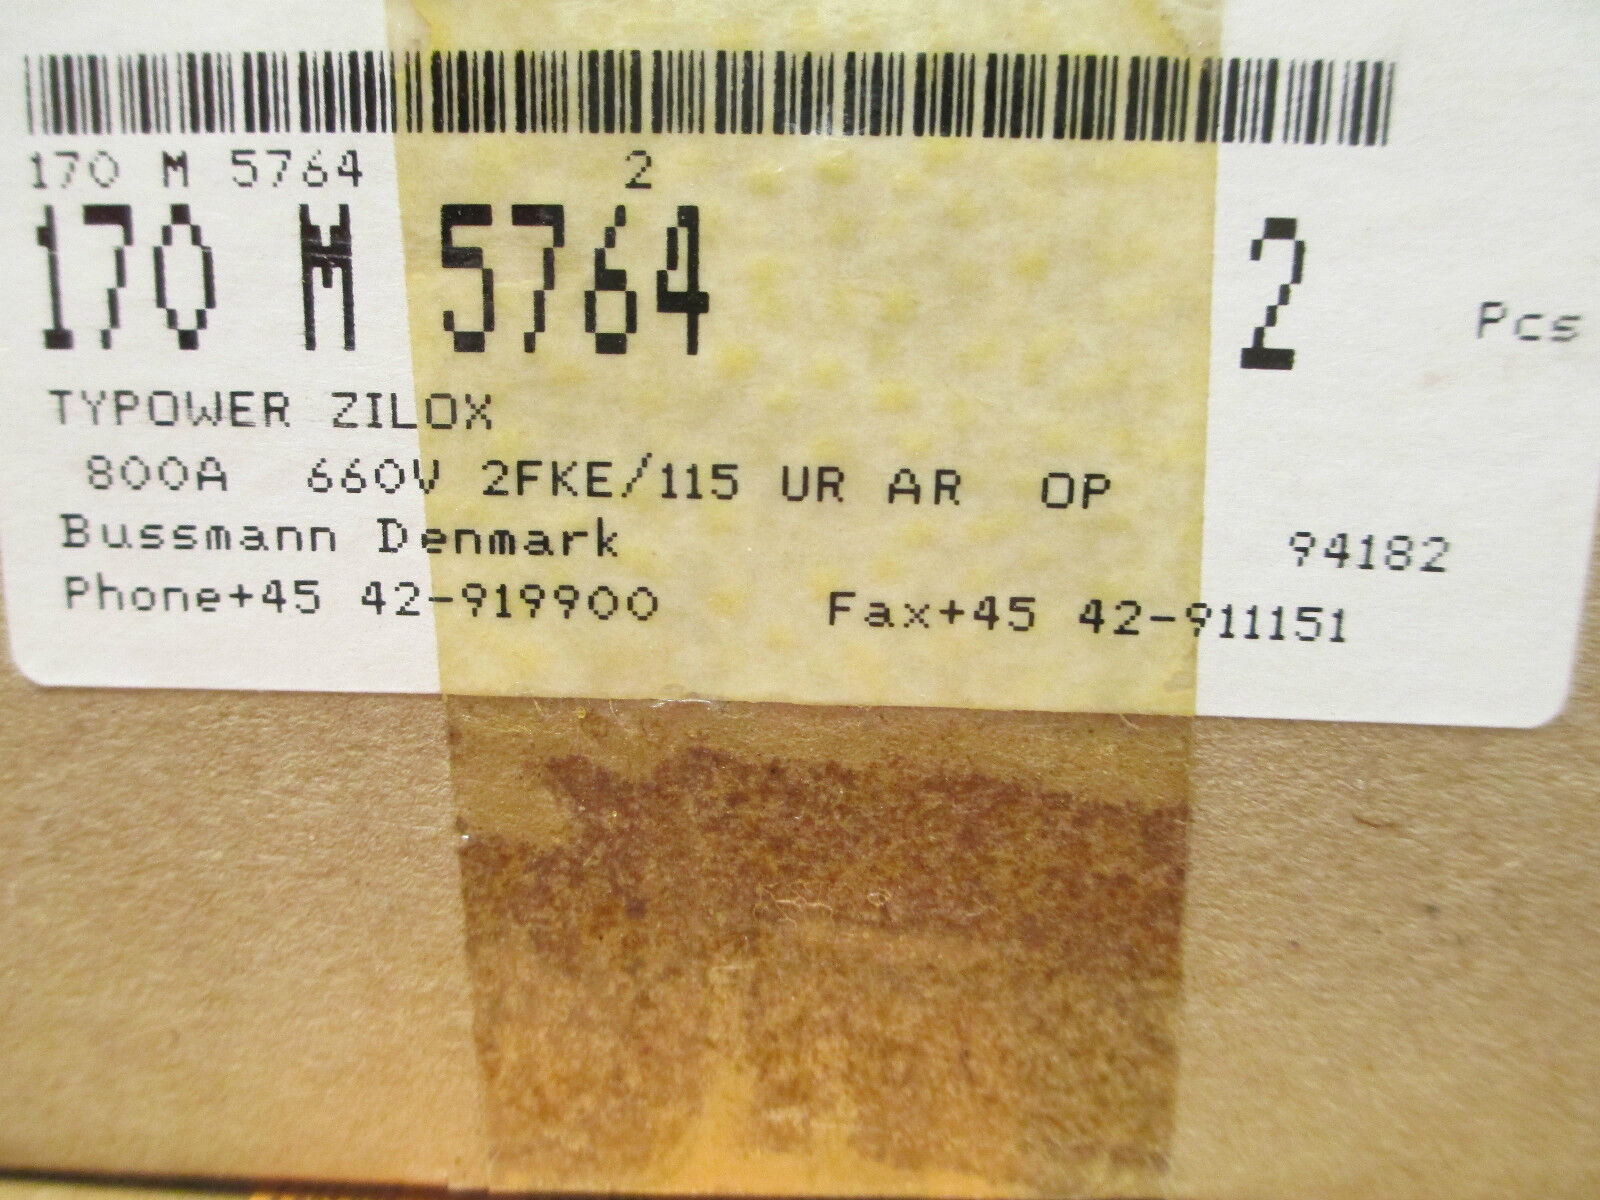 170 M 5764 2
170 M 5764 2 Pcs
TYPOWER ZILOX
800A 660V 2FKE/115 UR AR OP
Bussmann Denmark 94182
Phone+45 42-919900 Fax+45 42-911151